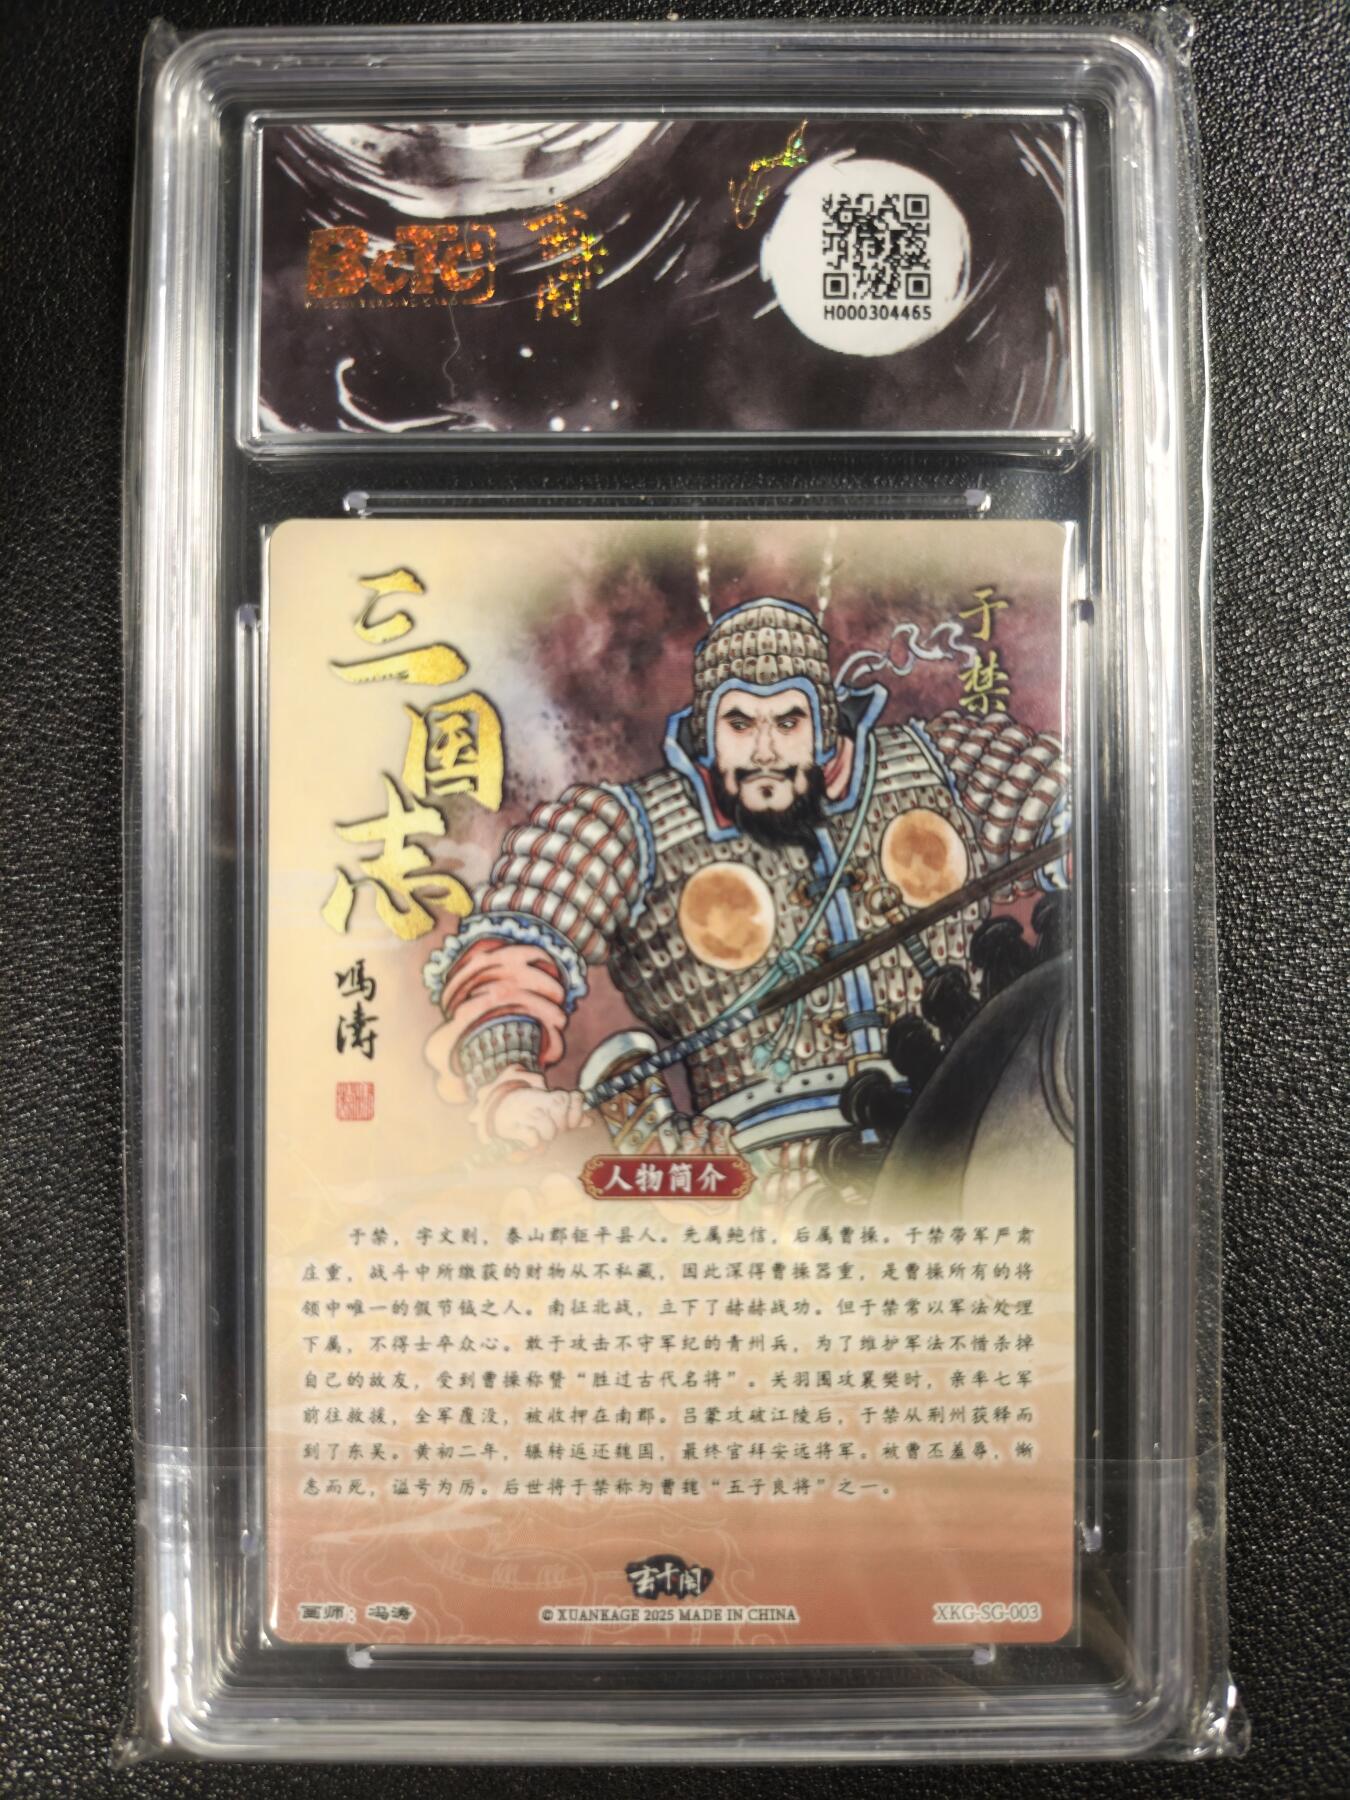 BCTC
H000304465
三国志
于禁
冯涛
人物简介
于禁，字文则，泰山郡钜平县人。先属鲍信，后属曹操。于禁带军严肃
庄重，战斗中所缴获的财物从不私藏，因此深得曹操器重，是曹操所有的将
领中唯一的假节钺之人。南征北战，立下了赫赫战功。但于禁常以军法处理
下属，不得士卒众心。敢于攻击不守军纪的青州兵，为了维护军法不惜杀掉
自己的故友，受到曹操称赞“胜过古代名将”。关羽围攻襄樊时，亲率七军
前往救援，全军覆没，被收押在南郡。吕蒙攻破江陵后，于禁从荆州获释而
到了东吴。黄初二年，辗转返还魏国，最终官拜安远将军。被曹丕羞辱，惭
恚而死，谥号为厉。后世将于禁称为曹魏“五子良将”之一。
玄卡阁
画师：冯涛
© XUANKAGE 2025 MADE IN CHINA
XKG-SG-003